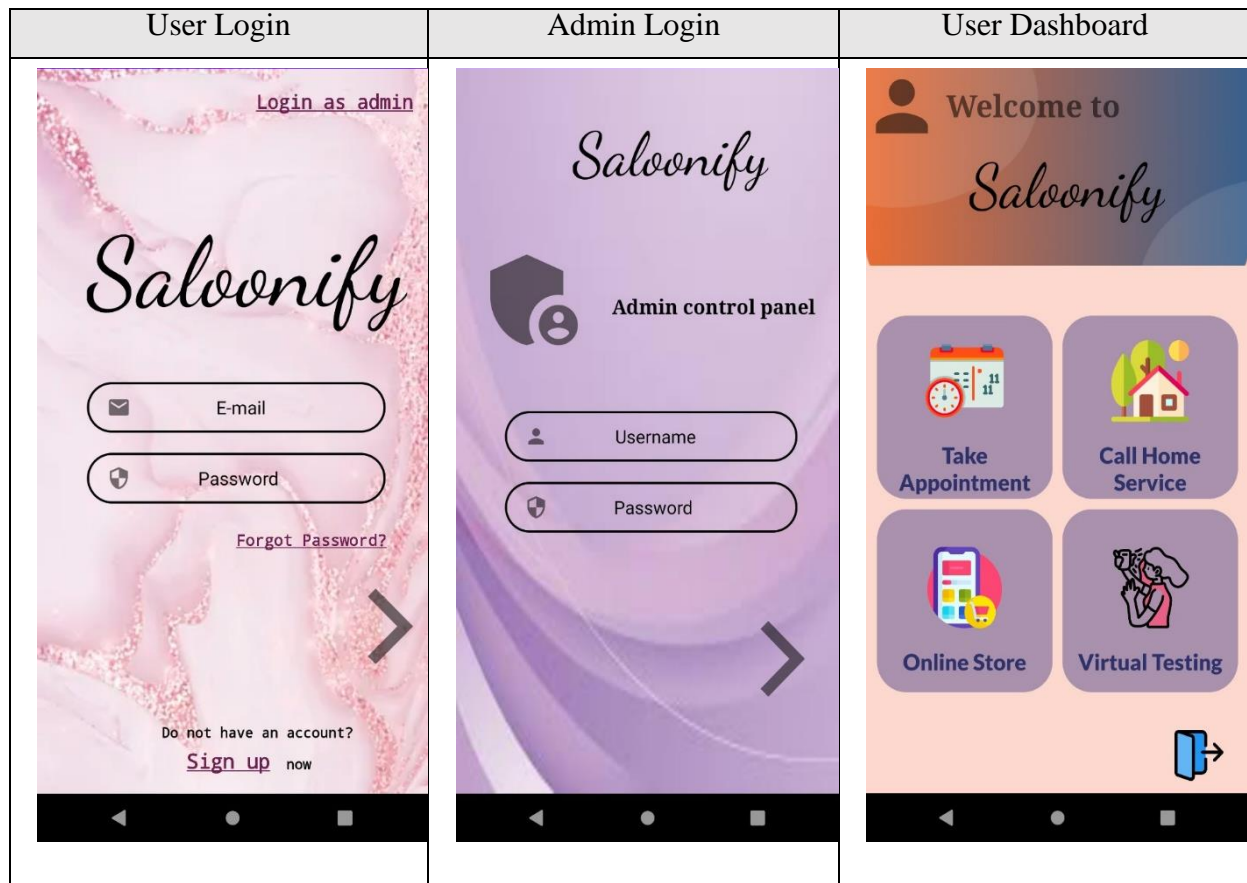 User Login
Admin Login
User Dashboard
Login as admin
Saloonify
E-mail
Password
Forgot Password?
Do not have an account?
Sign up now
Saloonify
Admin control panel
Username
Password
Welcome to
Saloonify
11
11
Take
Appointment
Call Home
Service
Online Store
Virtual Testing